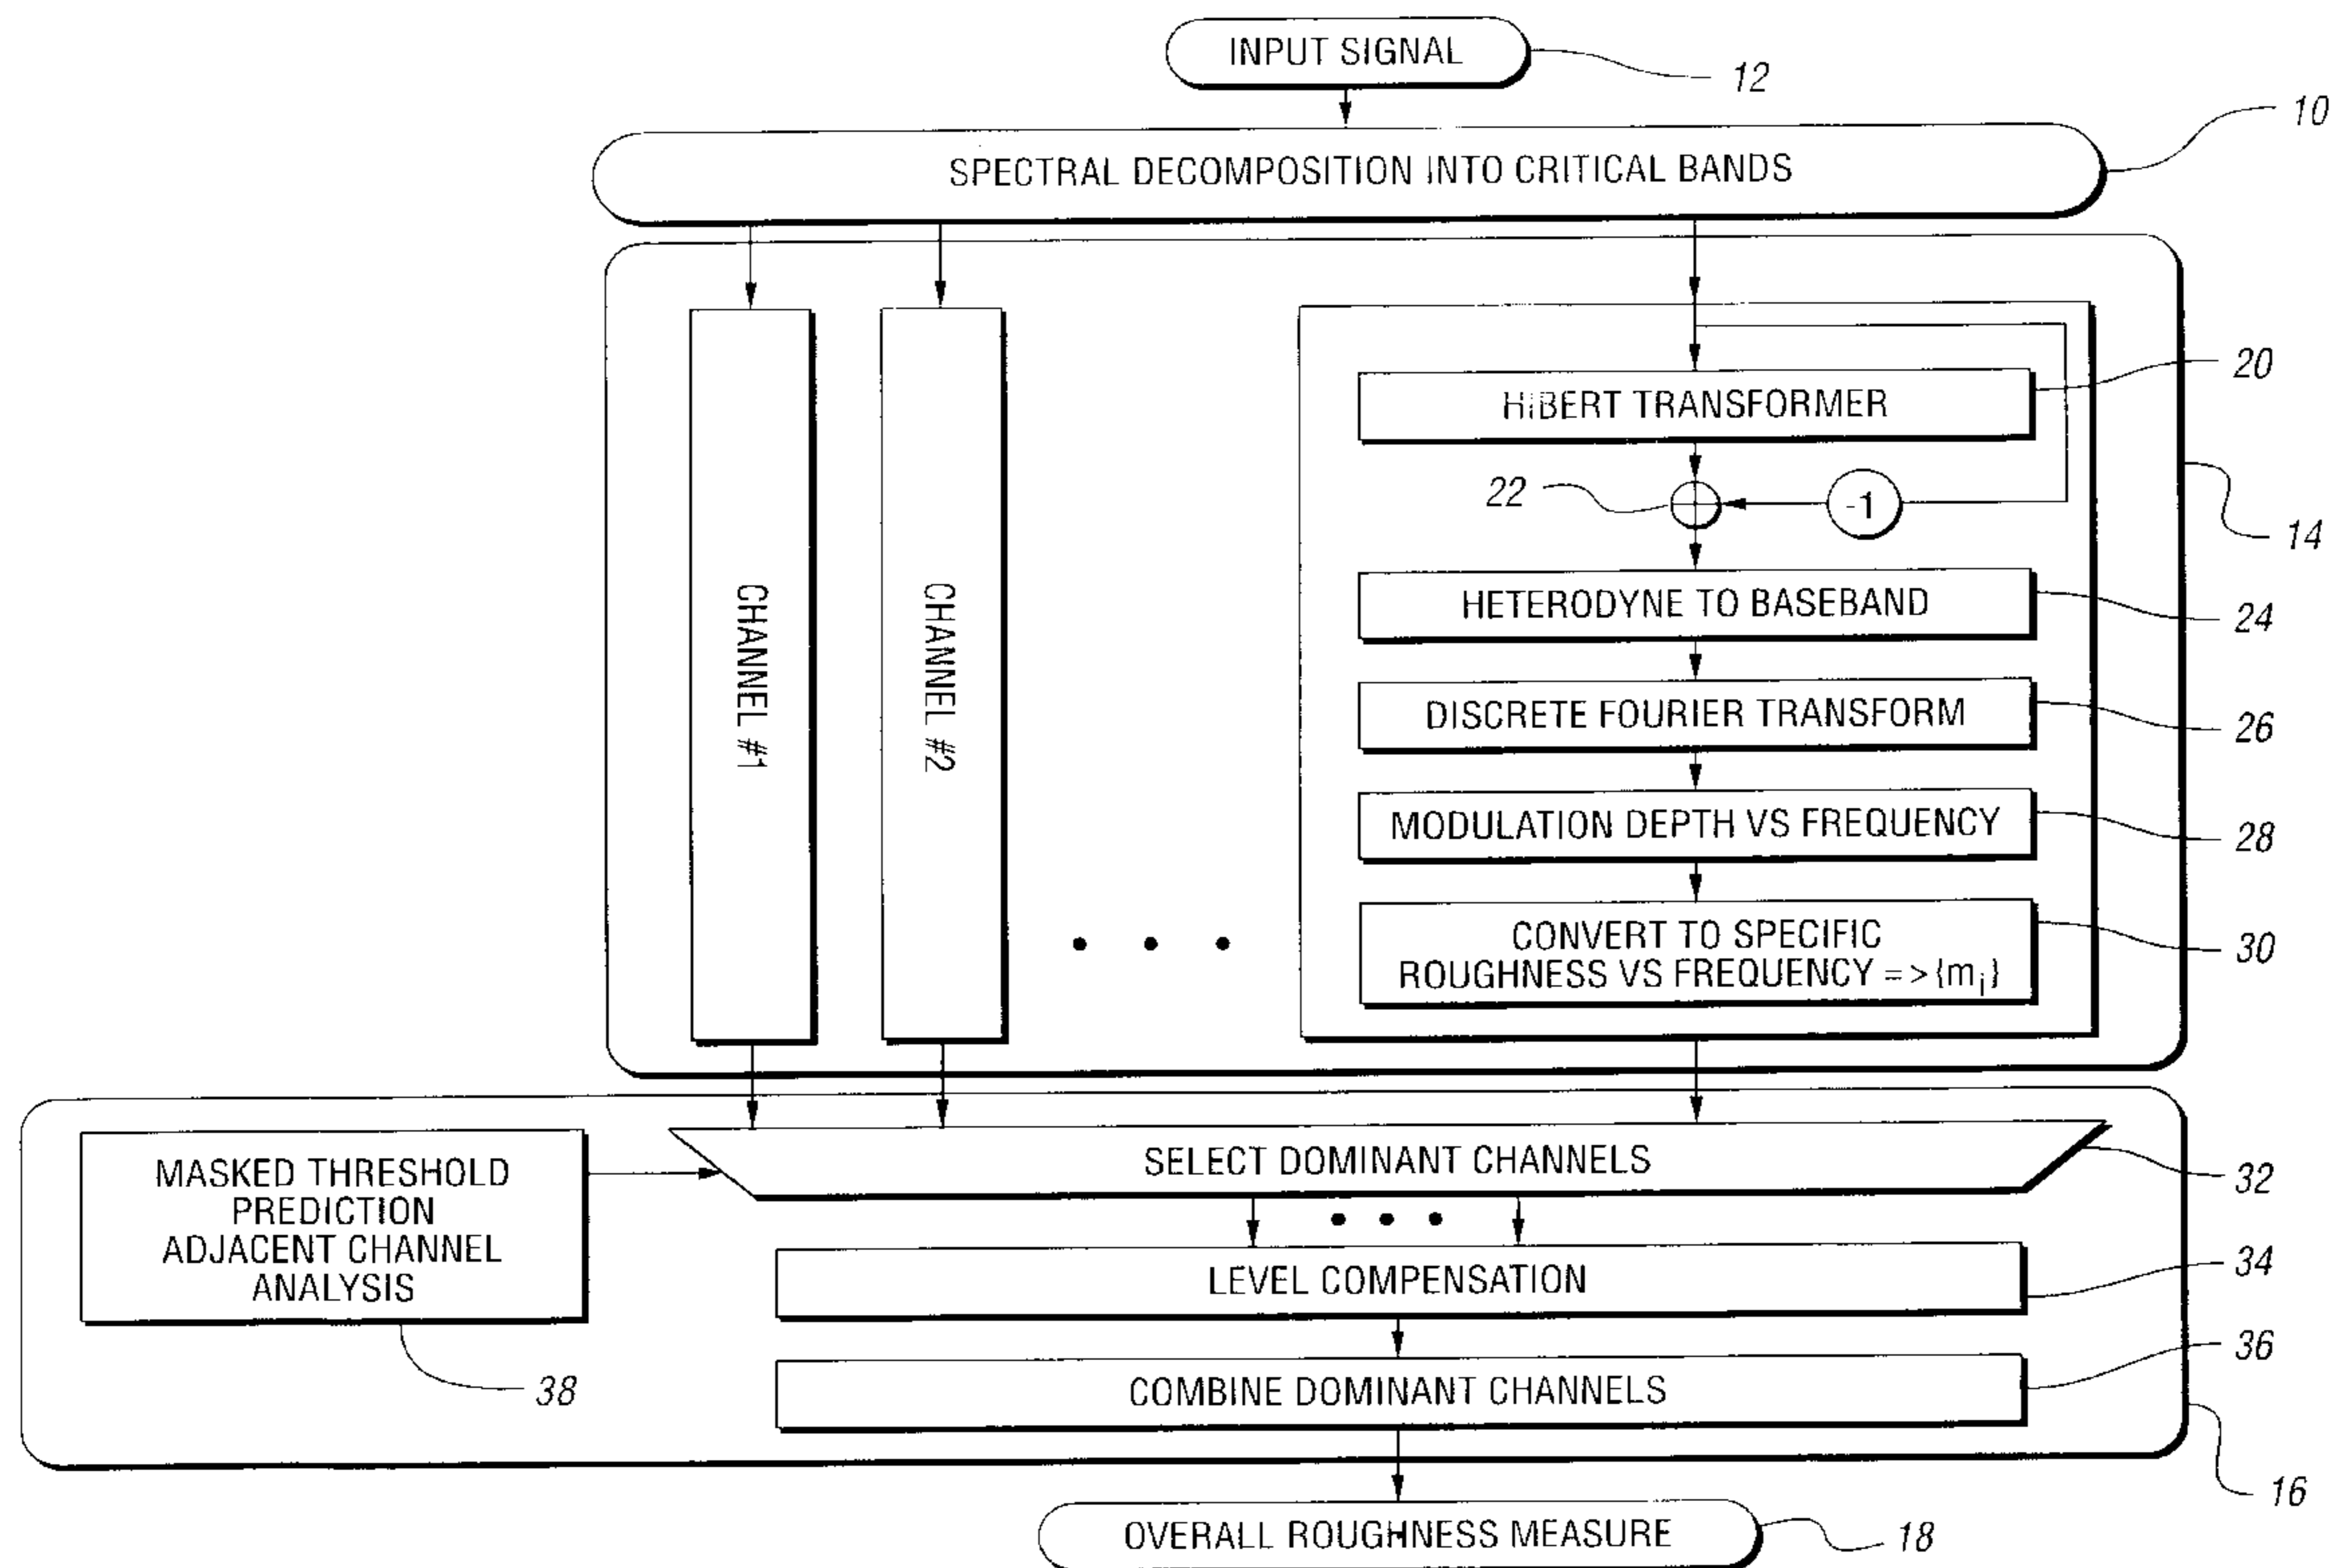 INPUT SIGNAL
12
10
SPECTRAL DECOMPOSITION INTO CRITICAL BANDS
CHANNEL #1
CHANNEL #2
HIBERT TRANSFORMER
20
22
-1
14
HETERODYNE TO BASEBAND
24
DISCRETE FOURIER TRANSFORM
26
MODULATION DEPTH VS FREQUENCY
28
CONVERT TO SPECIFIC
ROUGHNESS VS FREQUENCY => {mi}
30
MASKED THRESHOLD
PREDICTION
ADJACENT CHANNEL
ANALYSIS
38
SELECT DOMINANT CHANNELS
32
LEVEL COMPENSATION
34
COMBINE DOMINANT CHANNELS
36
16
OVERALL ROUGHNESS MEASURE
18